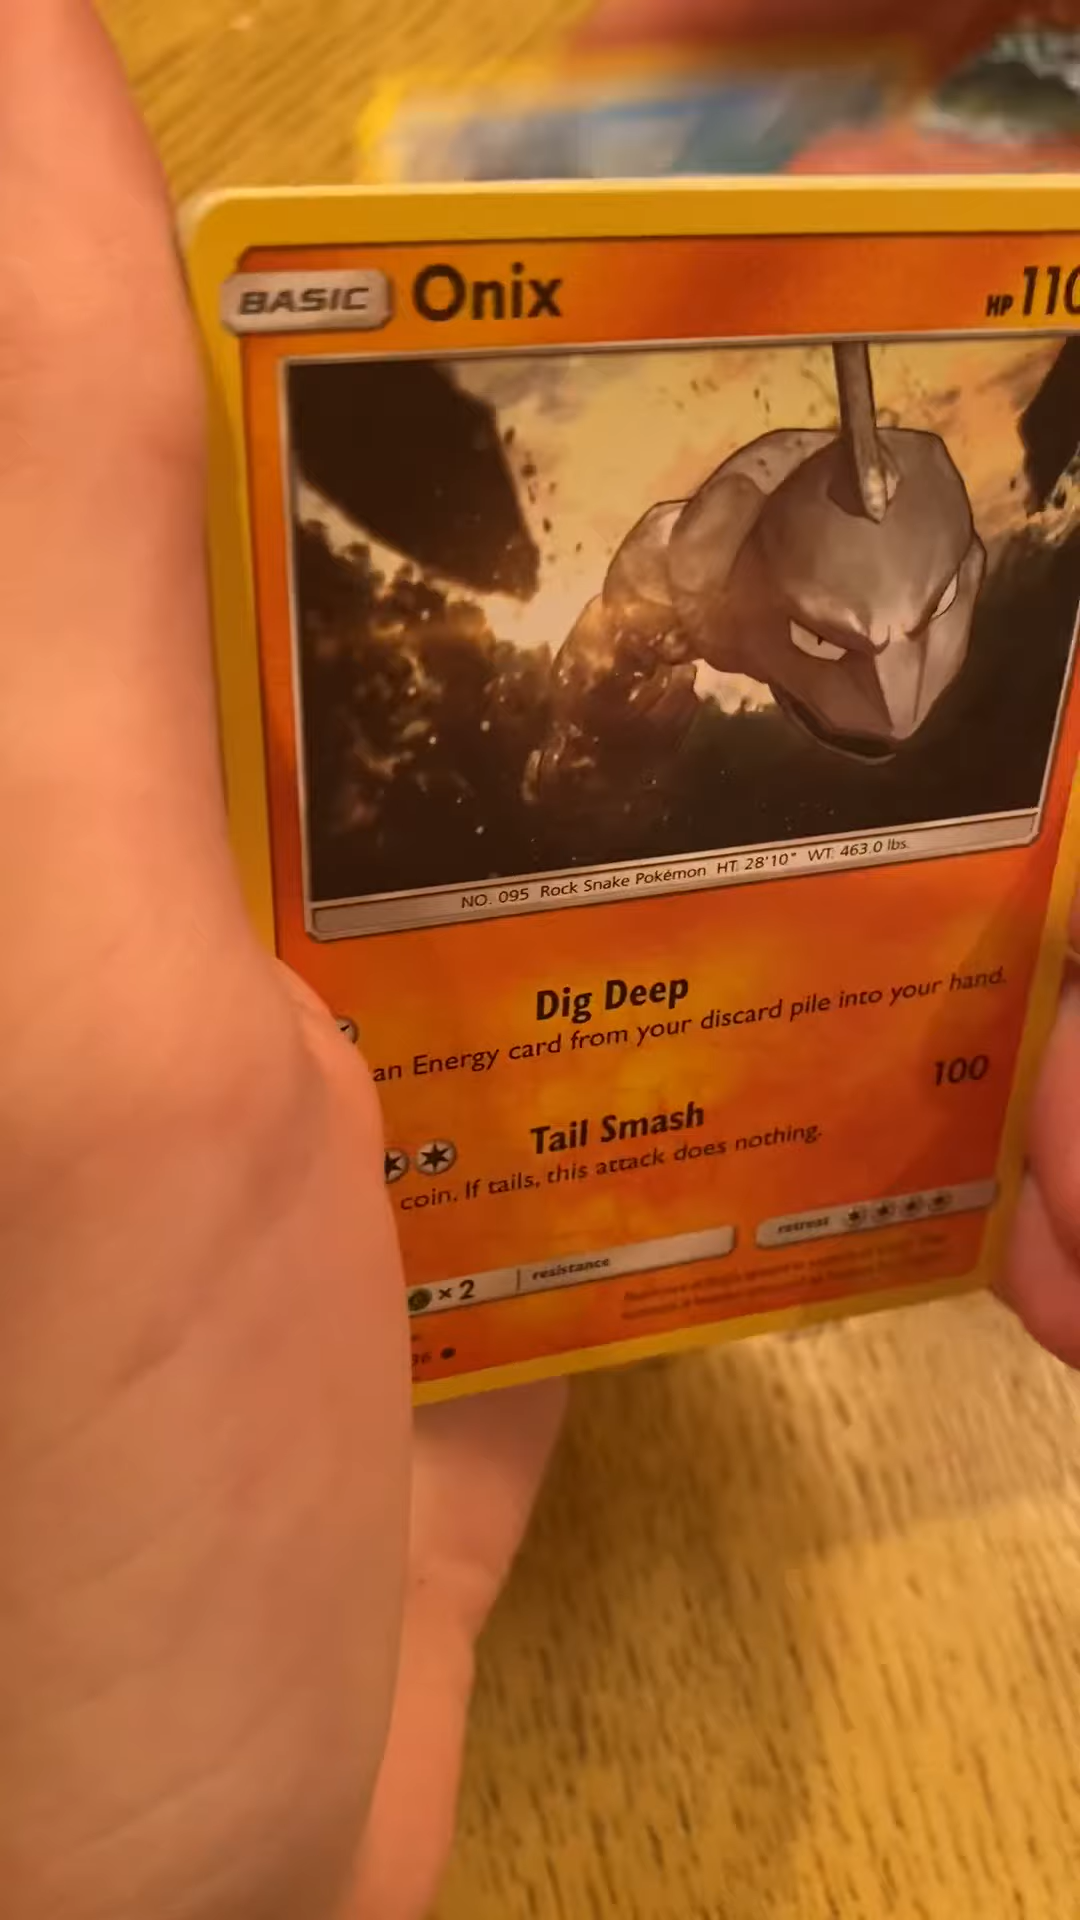 BASIC Onix HP 110
NO. 095 Rock Snake Pokémon HT: 28'10" WT: 463.0 lbs.
Dig Deep
an Energy card from your discard pile into your hand.
Tail Smash 100
coin. If tails, this attack does nothing.
×2 resistance retreat
36